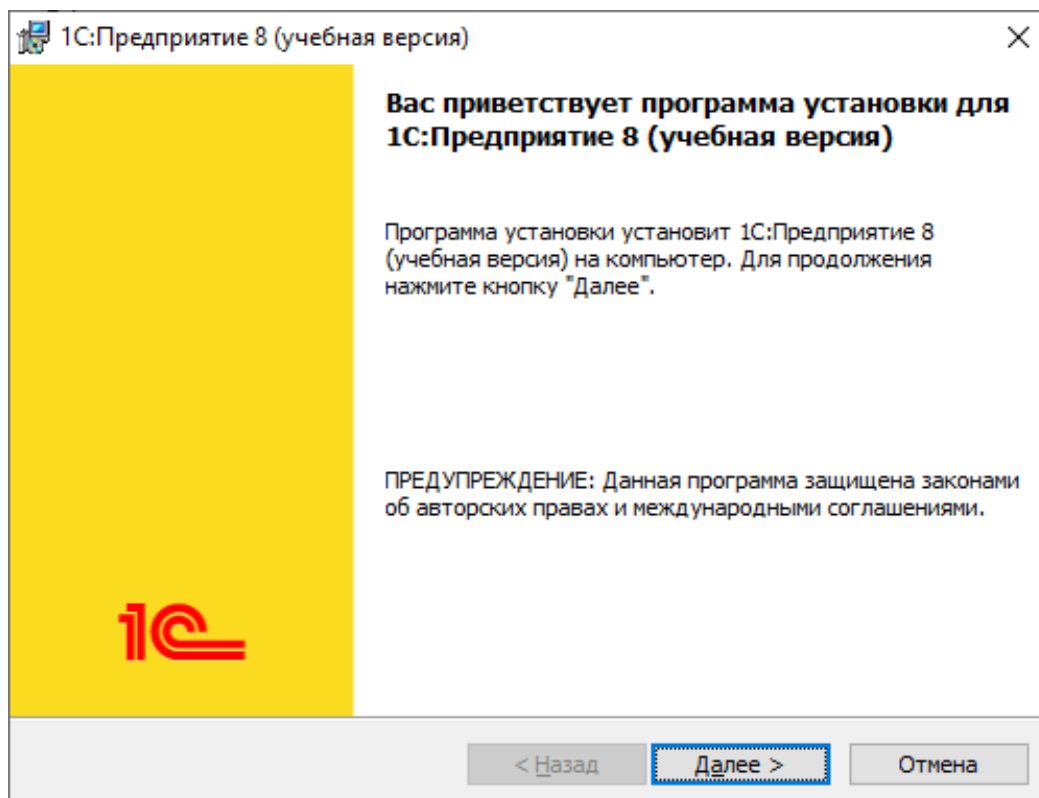 1С:Предприятие 8 (учебная версия)
Вас приветствует программа установки для
1С:Предприятие 8 (учебная версия)
Программа установки установит 1С:Предприятие 8
(учебная версия) на компьютер. Для продолжения
нажмите кнопку "Далее".
ПРЕДУПРЕЖДЕНИЕ: Данная программа защищена законами
об авторских правах и международными соглашениями.
1С
< Назад
Далее >
Отмена